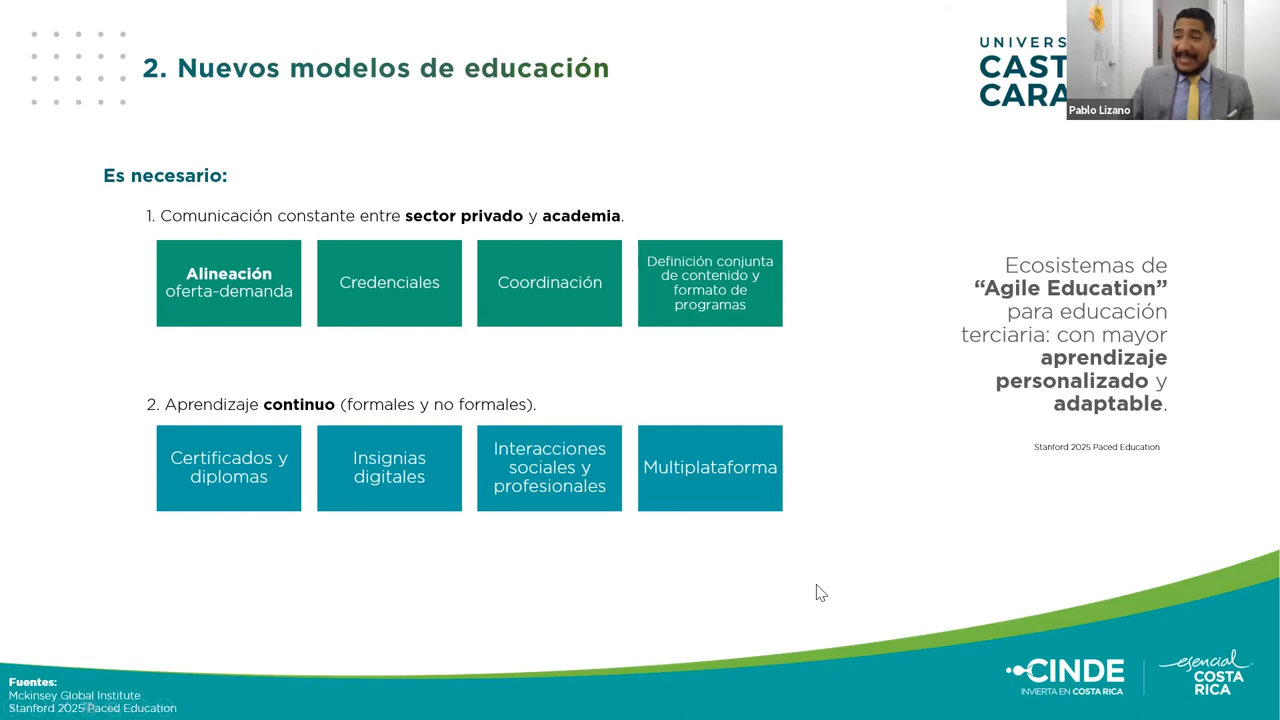 2. Nuevos modelos de educación
UNIVERS
CAST
CARA
Pablo Lizano
Es necesario:
1. Comunicación constante entre sector privado y academia.
Alineación
oferta-demanda
Credenciales
Coordinación
Definición conjunta
de contenido y
formato de
programas
Ecosistemas de
“Agile Education”
para educación
terciaria: con mayor
aprendizaje
personalizado y
adaptable.
Stanford 2025 Paced Education
2. Aprendizaje continuo (formales y no formales).
Certificados y
diplomas
Insignias
digitales
Interacciones
sociales y
profesionales
Multiplataforma
Fuentes:
Mckinsey Global Institute
Stanford 2025 Paced Education
CINDE
INVIERTA EN COSTA RICA
esencial
COSTA
RICA